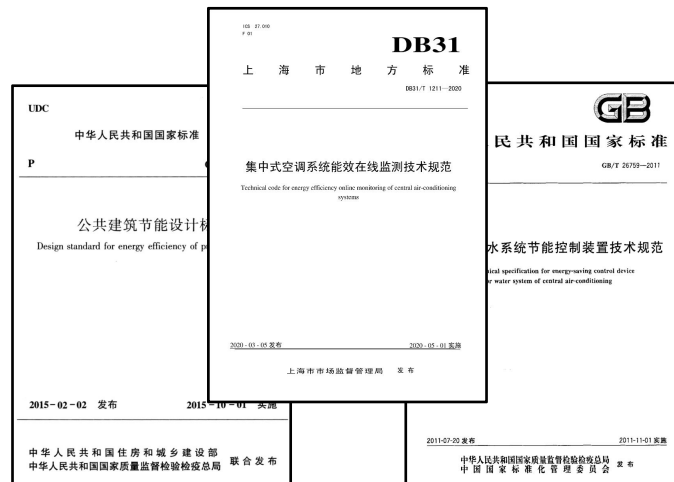 UDC
中华人民共和国国家标准
P
公共建筑节能设计标
Design standard for energy efficiency of p
2015-02-02 发布
2015-10-01 实施
中华人民共和国住房和城乡建设部
中华人民共和国国家质量监督检验检疫总局
联合发布
ICS 27.010
F 01
DB31
上海市地方标准
DB31/T 1211—2020
集中式空调系统能效在线监测技术规范
Technical code for energy efficiency online monitoring of central air-conditioning
systems
2020-03-05 发布
2020-05-01 实施
上海市市场监督管理局 发布
GB
民共和国国家标准
GB/T 26759—2011
水系统节能控制装置技术规范
ical specification for energy-saving control device
r water system of central air-conditioning
2011-07-20 发布
2011-11-01 实施
中华人民共和国国家质量监督检验检疫总局
中国国家标准化管理委员会
发布